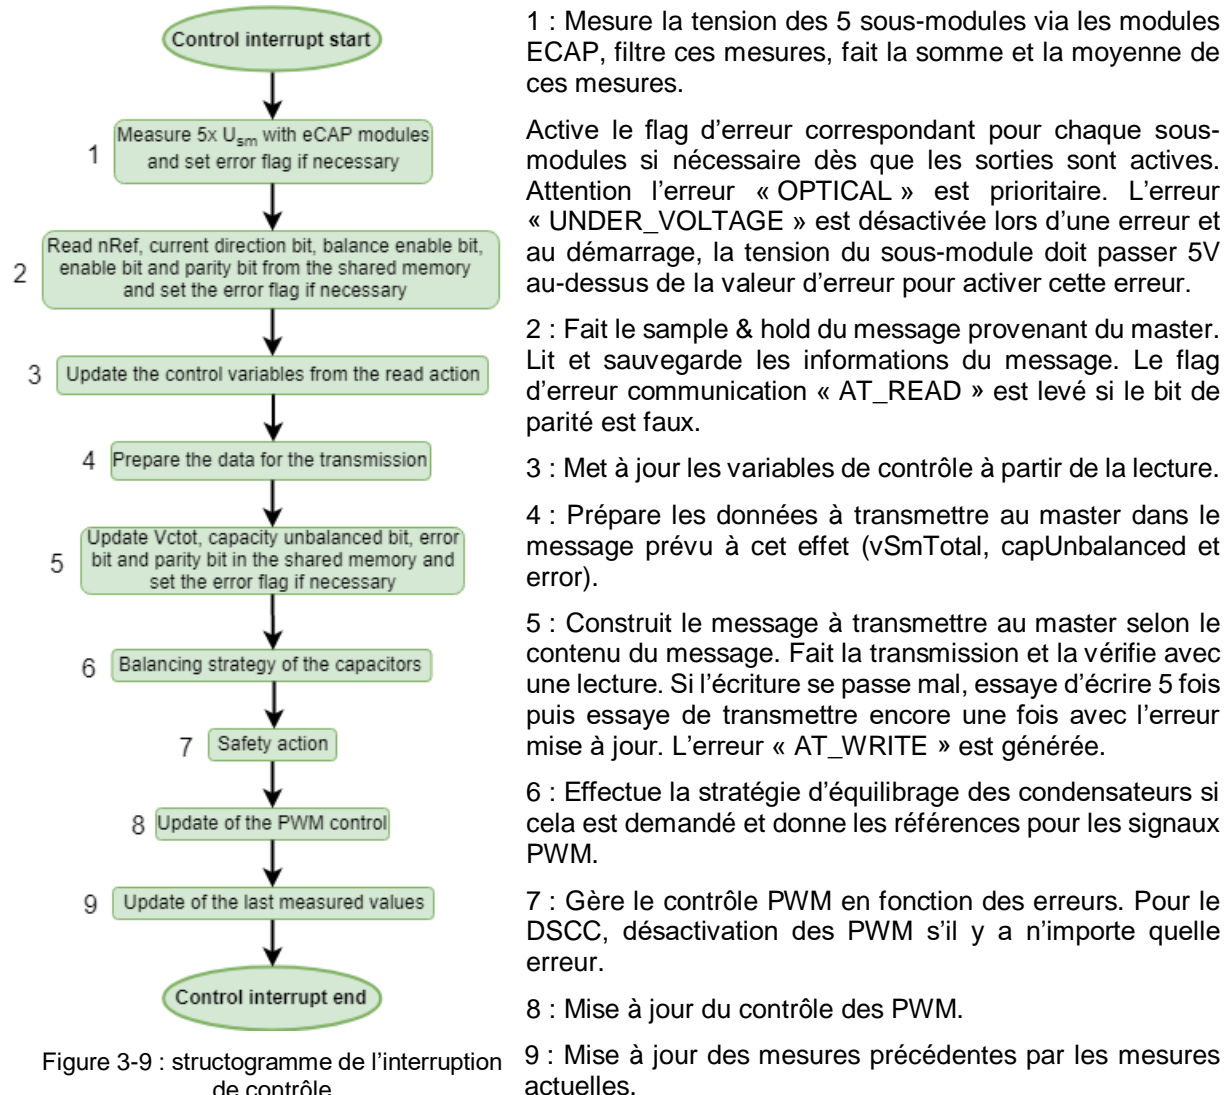 Control interrupt start
1
Measure 5x Usm with eCAP modules
and set error flag if necessary
2
Read nRef, current direction bit, balance enable bit,
enable bit and parity bit from the shared memory
and set the error flag if necessary
3
Update the control variables from the read action
4
Prepare the data for the transmission
5
Update Vctot, capacity unbalanced bit, error
bit and parity bit in the shared memory and
set the error flag if necessary
6
Balancing strategy of the capacitors
7
Safety action
8
Update of the PWM control
9
Update of the last measured values
Control interrupt end
Figure 3-9 : structogramme de l’interruption
de contrôle
1 : Mesure la tension des 5 sous-modules via les modules
ECAP, filtre ces mesures, fait la somme et la moyenne de
ces mesures.
Active le flag d’erreur correspondant pour chaque sous-
modules si nécessaire dès que les sorties sont actives.
Attention l’erreur « OPTICAL » est prioritaire. L’erreur
« UNDER_VOLTAGE » est désactivée lors d’une erreur et
au démarrage, la tension du sous-module doit passer 5V
au-dessus de la valeur d’erreur pour activer cette erreur.
2 : Fait le sample & hold du message provenant du master.
Lit et sauvegarde les informations du message. Le flag
d’erreur communication « AT_READ » est levé si le bit de
parité est faux.
3 : Met à jour les variables de contrôle à partir de la lecture.
4 : Prépare les données à transmettre au master dans le
message prévu à cet effet (vSmTotal, capUnbalanced et
error).
5 : Construit le message à transmettre au master selon le
contenu du message. Fait la transmission et la vérifie avec
une lecture. Si l’écriture se passe mal, essaye d’écrire 5 fois
puis essaye de transmettre encore une fois avec l’erreur
mise à jour. L’erreur « AT_WRITE » est générée.
6 : Effectue la stratégie d’équilibrage des condensateurs si
cela est demandé et donne les références pour les signaux
PWM.
7 : Gère le contrôle PWM en fonction des erreurs. Pour le
DSCC, désactivation des PWM s’il y a n’importe quelle
erreur.
8 : Mise à jour du contrôle des PWM.
9 : Mise à jour des mesures précédentes par les mesures
actuelles.